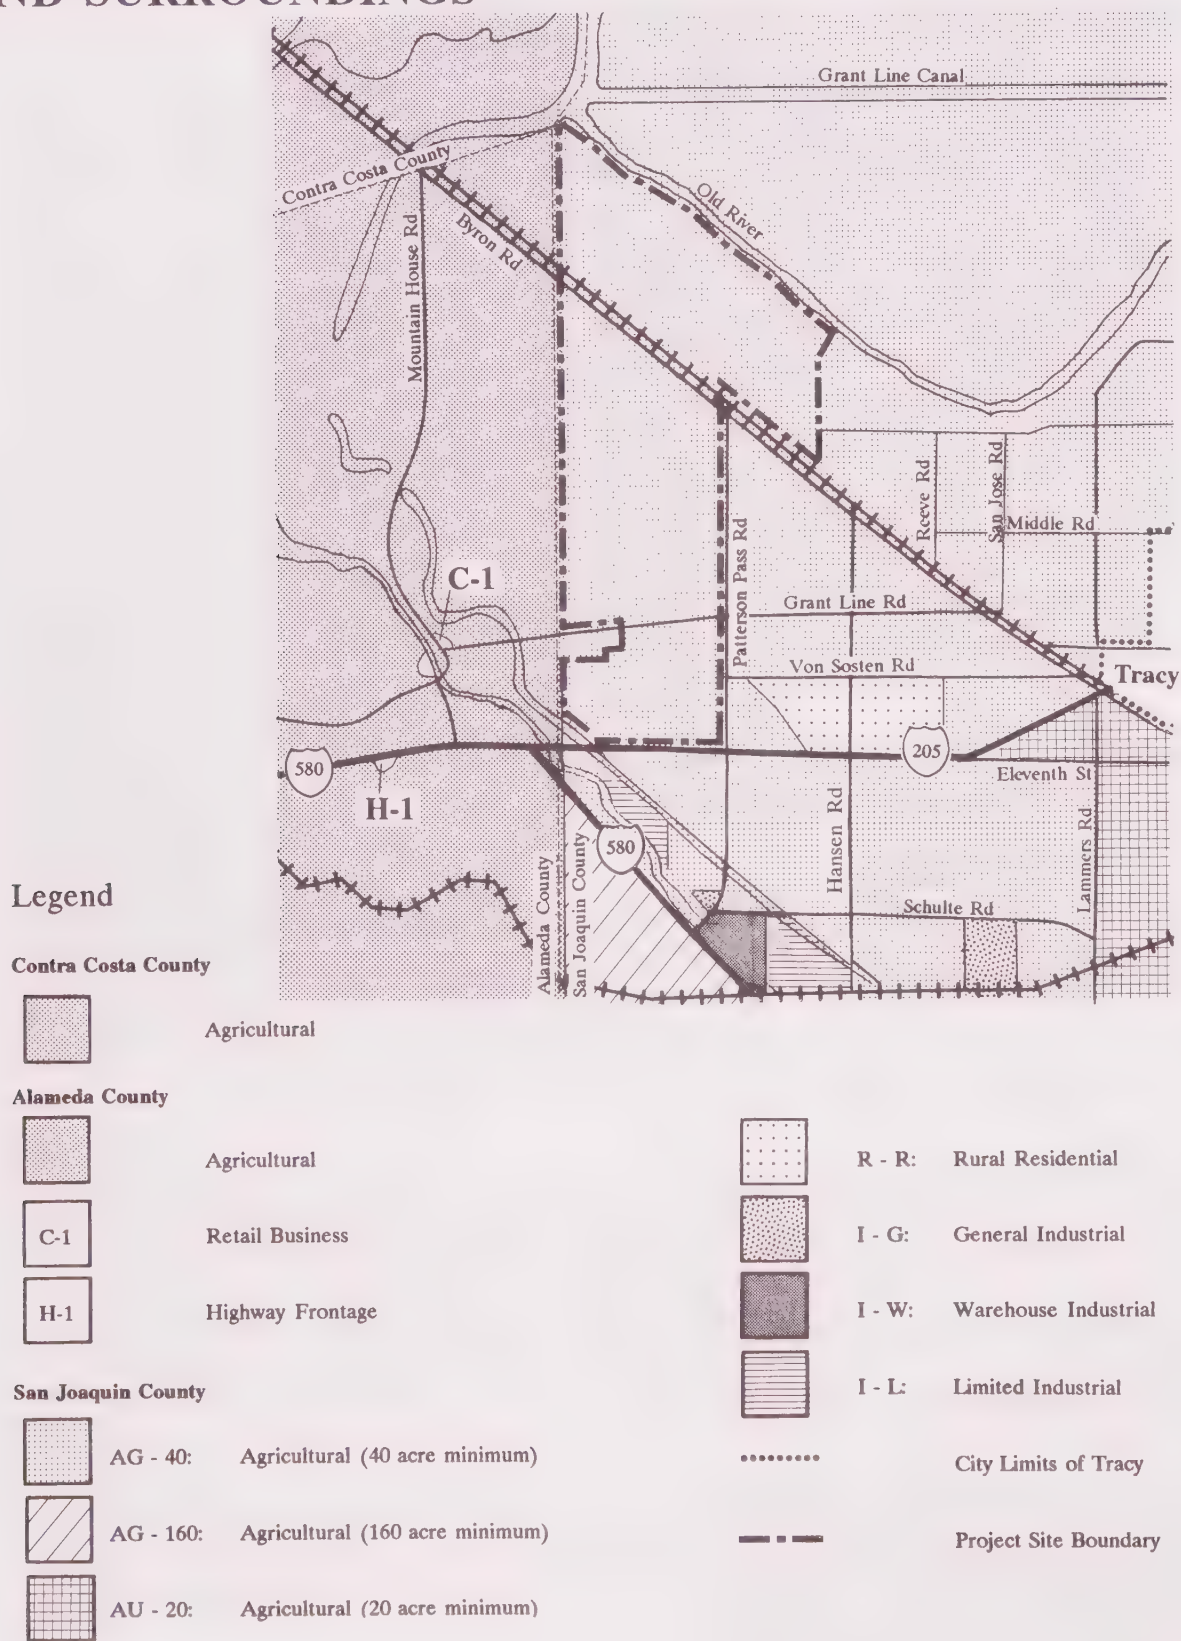 ND SURROUNDINGS
Grant Line Canal
Contra Costa County
Old River
Byron Rd
Mountain House Rd
Reeve Rd
San Jose Rd
Middle Rd
Patterson Pass Rd
C-1
Grant Line Rd
Von Sosten Rd
Tracy
580
205
Eleventh St
H-1
580
Hansen Rd
Lammers Rd
Alameda County
San Joaquin County
Schulte Rd
Legend
Contra Costa County
Agricultural
Alameda County
Agricultural
C-1 Retail Business
H-1 Highway Frontage
San Joaquin County
AG - 40: Agricultural (40 acre minimum)
AG - 160: Agricultural (160 acre minimum)
AU - 20: Agricultural (20 acre minimum)
R - R: Rural Residential
I - G: General Industrial
I - W: Warehouse Industrial
I - L: Limited Industrial
City Limits of Tracy
Project Site Boundary